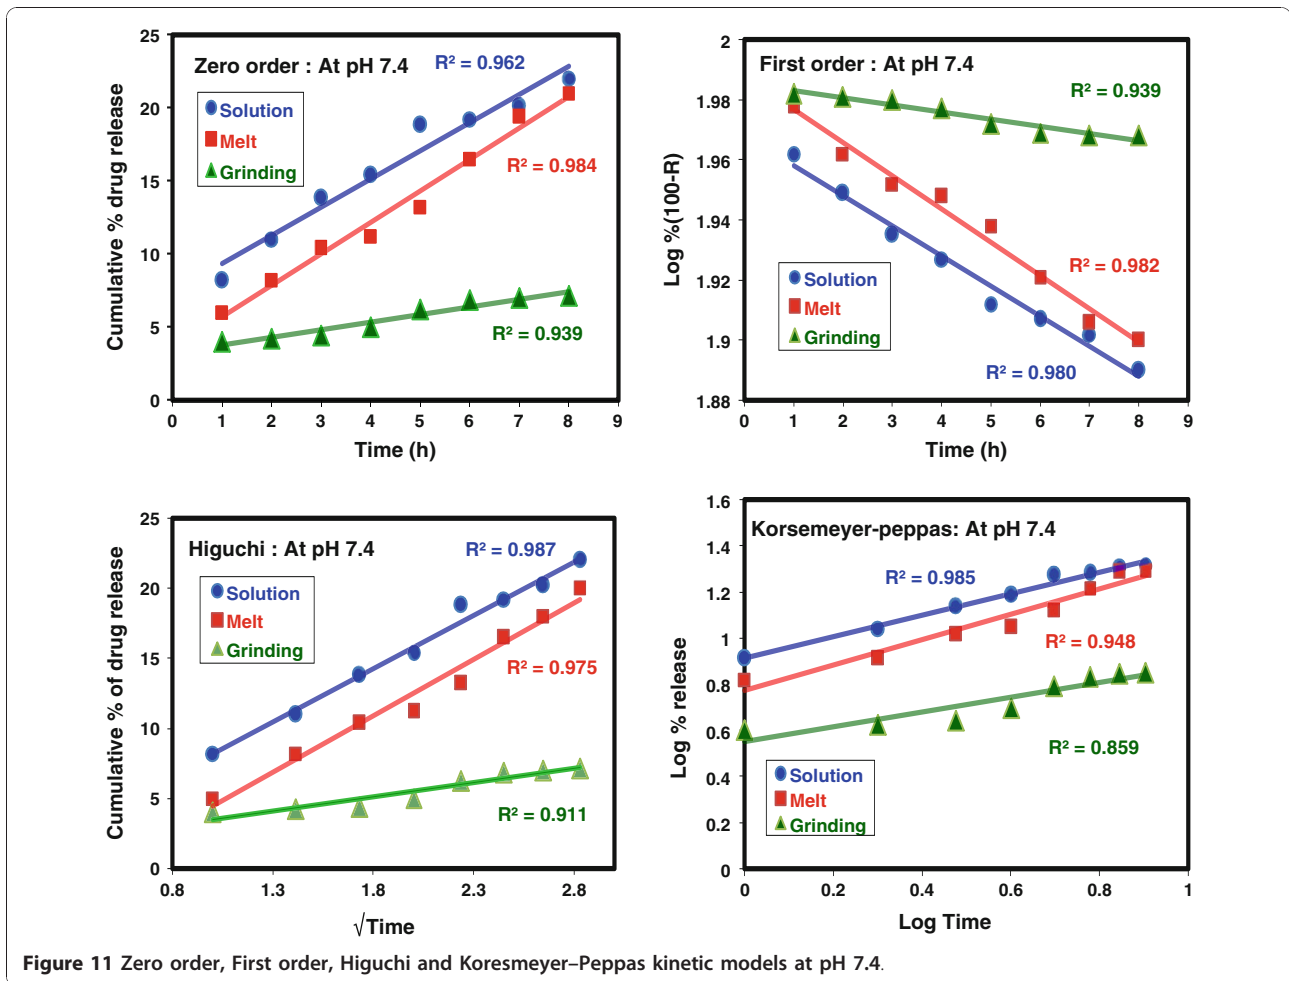 Zero order : At pH 7.4
R² = 0.962
Solution
Melt
Grinding
R² = 0.984
R² = 0.939
Cumulative % drug release
25
20
15
10
5
0
0 1 2 3 4 5 6 7 8 9
Time (h)
First order : At pH 7.4
R² = 0.939
R² = 0.982
Solution
Melt
Grinding
R² = 0.980
Log %(100-R)
2
1.98
1.96
1.94
1.92
1.9
1.88
0 1 2 3 4 5 6 7 8 9
Time (h)
Higuchi : At pH 7.4
R² = 0.987
Solution
Melt
Grinding
R² = 0.975
R² = 0.911
Cumulative % of drug release
25
20
15
10
5
0
0.8 1.3 1.8 2.3 2.8
√Time
Korsemeyer-peppas: At pH 7.4
R² = 0.985
R² = 0.948
R² = 0.859
Solution
Melt
Grinding
Log % release
1.6
1.4
1.2
1
0.8
0.6
0.4
0.2
0
0 0.2 0.4 0.6 0.8 1
Log Time
Figure 11 Zero order, First order, Higuchi and Koresmeyer–Peppas kinetic models at pH 7.4.